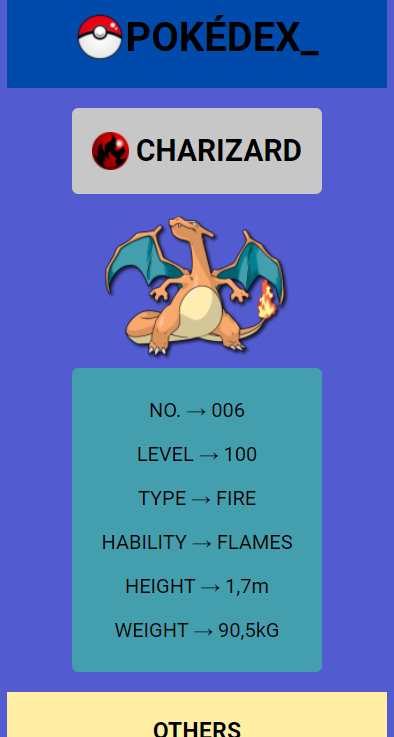 POKÉDEX_
CHARIZARD
NO. → 006
LEVEL → 100
TYPE → FIRE
HABILITY → FLAMES
HEIGHT → 1,7m
WEIGHT → 90,5kG
OTHERS